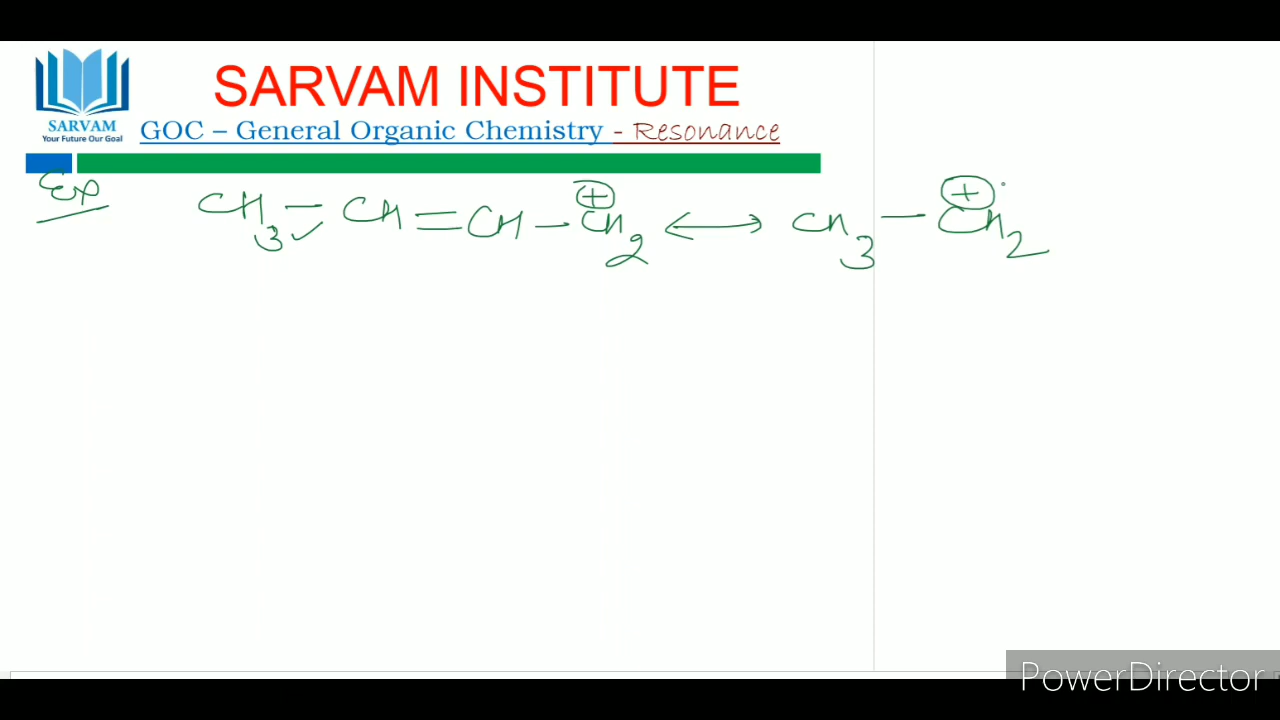 SARVAM
Your Future Our Goal
SARVAM INSTITUTE
GOC – General Organic Chemistry - Resonance
Ex
CH3 – CH = CH – CH2 ⊕ ⟷ CH3 – CH2 ⊕
PowerDirector